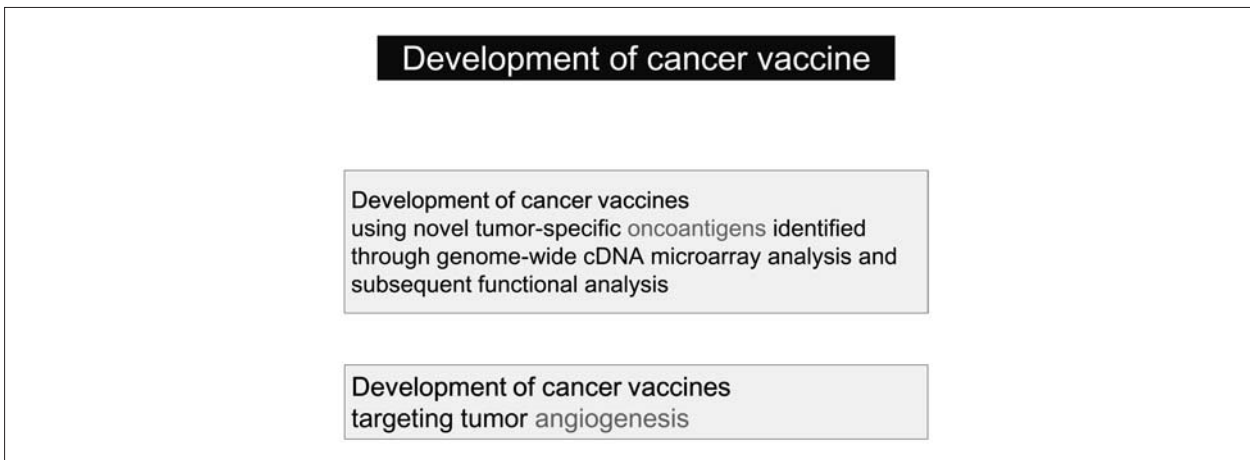 Development of cancer vaccine
Development of cancer vaccines
using novel tumor-specific oncoantigens identified
through genome-wide cDNA microarray analysis and
subsequent functional analysis
Development of cancer vaccines
targeting tumor angiogenesis